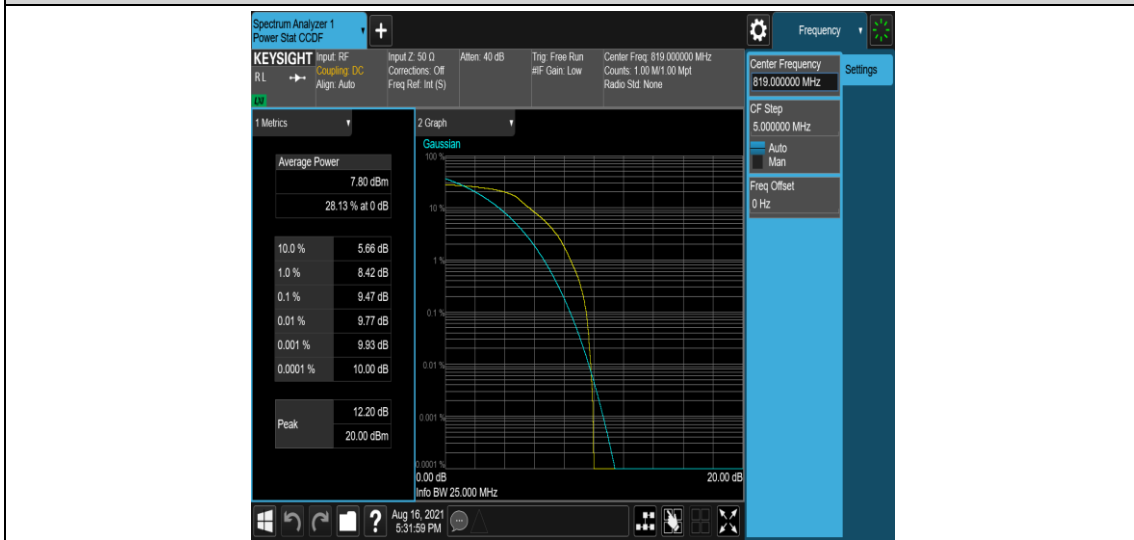 Spectrum Analyzer 1
Power Stat CCDF
+
Frequency
KEYSIGHT
RL
LXI
Input: RF
Coupling: DC
Align: Auto
Input Z: 50 Ω
Corrections: Off
Freq Ref: Int (S)
Atten: 40 dB
Trig: Free Run
#IF Gain: Low
Center Freq: 819.000000 MHz
Counts: 1.00 M/1.00 Mpt
Radio Std: None
Center Frequency
819.000000 MHz
Settings
CF Step
5.000000 MHz
Auto
Man
Freq Offset
0 Hz
1 Metrics
Average Power
7.80 dBm
28.13 % at 0 dB
10.0 % 5.66 dB
1.0 % 8.42 dB
0.1 % 9.47 dB
0.01 % 9.77 dB
0.001 % 9.93 dB
0.0001 % 10.00 dB
Peak
12.20 dB
20.00 dBm
2 Graph
Gaussian
100 %
10 %
1 %
0.1 %
0.01 %
0.001 %
0.0001 %
0.00 dB 20.00 dB
Info BW 25.000 MHz
?
Aug 16, 2021
5:31:59 PM